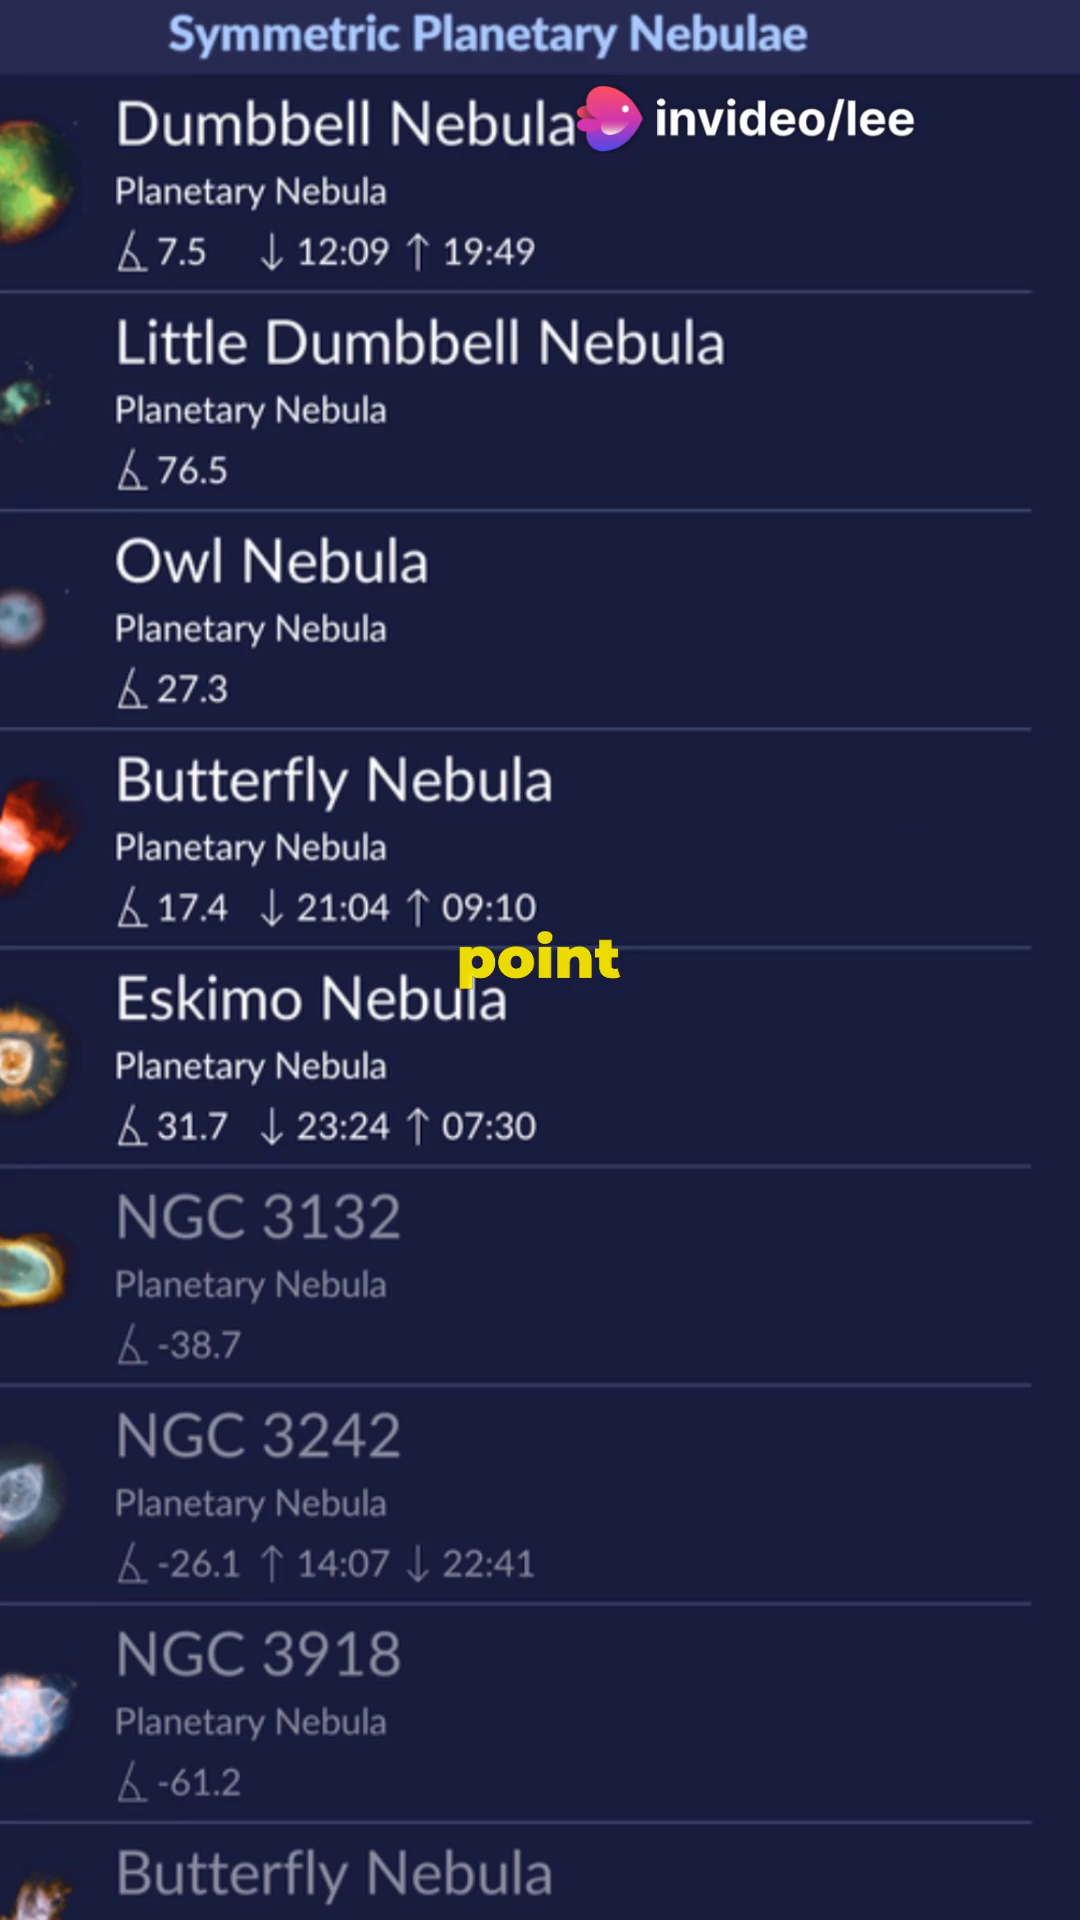 Symmetric Planetary Nebulae
Dumbbell Nebula
invideo/lee
Planetary Nebula
7.5 ↓ 12:09 ↑ 19:49
Little Dumbbell Nebula
Planetary Nebula
76.5
Owl Nebula
Planetary Nebula
27.3
Butterfly Nebula
Planetary Nebula
17.4 ↓ 21:04 ↑ 09:10
point
Eskimo Nebula
Planetary Nebula
31.7 ↓ 23:24 ↑ 07:30
NGC 3132
Planetary Nebula
-38.7
NGC 3242
Planetary Nebula
-26.1 ↑ 14:07 ↓ 22:41
NGC 3918
Planetary Nebula
-61.2
Butterfly Nebula